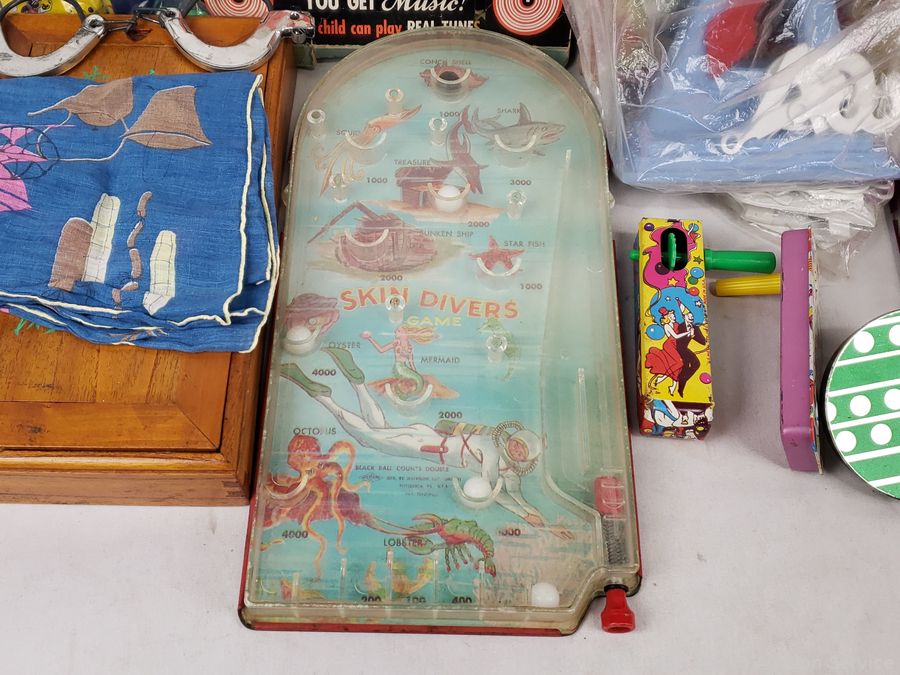 YOU GET Music!
child can play REAL TUNES
CONCH SHELL
1000
SHARK
SQUID
TREASURE
1000
3000
2000
SUNKEN SHIP
STAR FISH
2000
1000
SKIN DIVERS
GAME
OYSTER
MERMAID
4000
2000
OCTOPUS
BLACK BALL COUNTS DOUBLE
4000
LOBSTER
1000
200 100 400